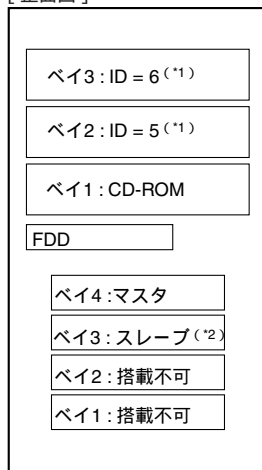 [ 正面図 ]
ベイ3 : ID = 6 (*1)
ベイ2 : ID = 5 (*1)
ベイ1 : CD-ROM
FDD
ベイ4 :マスタ
ベイ3 : スレーブ (*2)
ベイ2 : 搭載不可
ベイ1 : 搭載不可